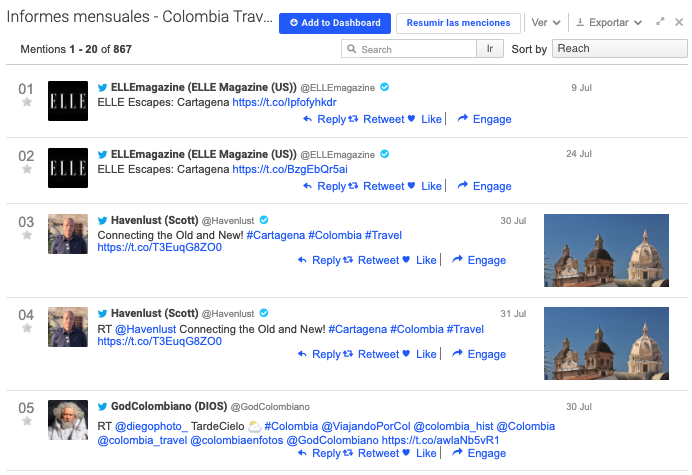 Informes mensuales - Colombia Trav... Add to Dashboard Resumir las menciones Ver Exportar
Mentions 1 - 20 of 867 Search Ir Sort by Reach
01 ELLE ELLEmagazine (ELLE Magazine (US)) @ELLEmagazine 9 Jul
ELLE Escapes: Cartagena https://t.co/Ipfofyhkdr
Reply Retweet Like Engage
02 ELLE ELLEmagazine (ELLE Magazine (US)) @ELLEmagazine 24 Jul
ELLE Escapes: Cartagena https://t.co/BzgEbQr5ai
Reply Retweet Like Engage
03 Havenlust (Scott) @Havenlust 30 Jul
Connecting the Old and New! #Cartagena #Colombia #Travel
https://t.co/T3EuqG8ZO0
Reply Retweet Like Engage
04 Havenlust (Scott) @Havenlust 31 Jul
RT @Havenlust Connecting the Old and New! #Cartagena #Colombia #Travel
https://t.co/T3EuqG8ZO0
Reply Retweet Like Engage
05 GodColombiano (DIOS) @GodColombiano 30 Jul
RT @diegophoto_ TardeCielo ⛅ #Colombia @ViajandoPorCol @colombia_hist @Colombia
@colombia_travel @colombiaenfotos @GodColombiano https://t.co/awlaNb5vR1
Reply Retweet Like Engage